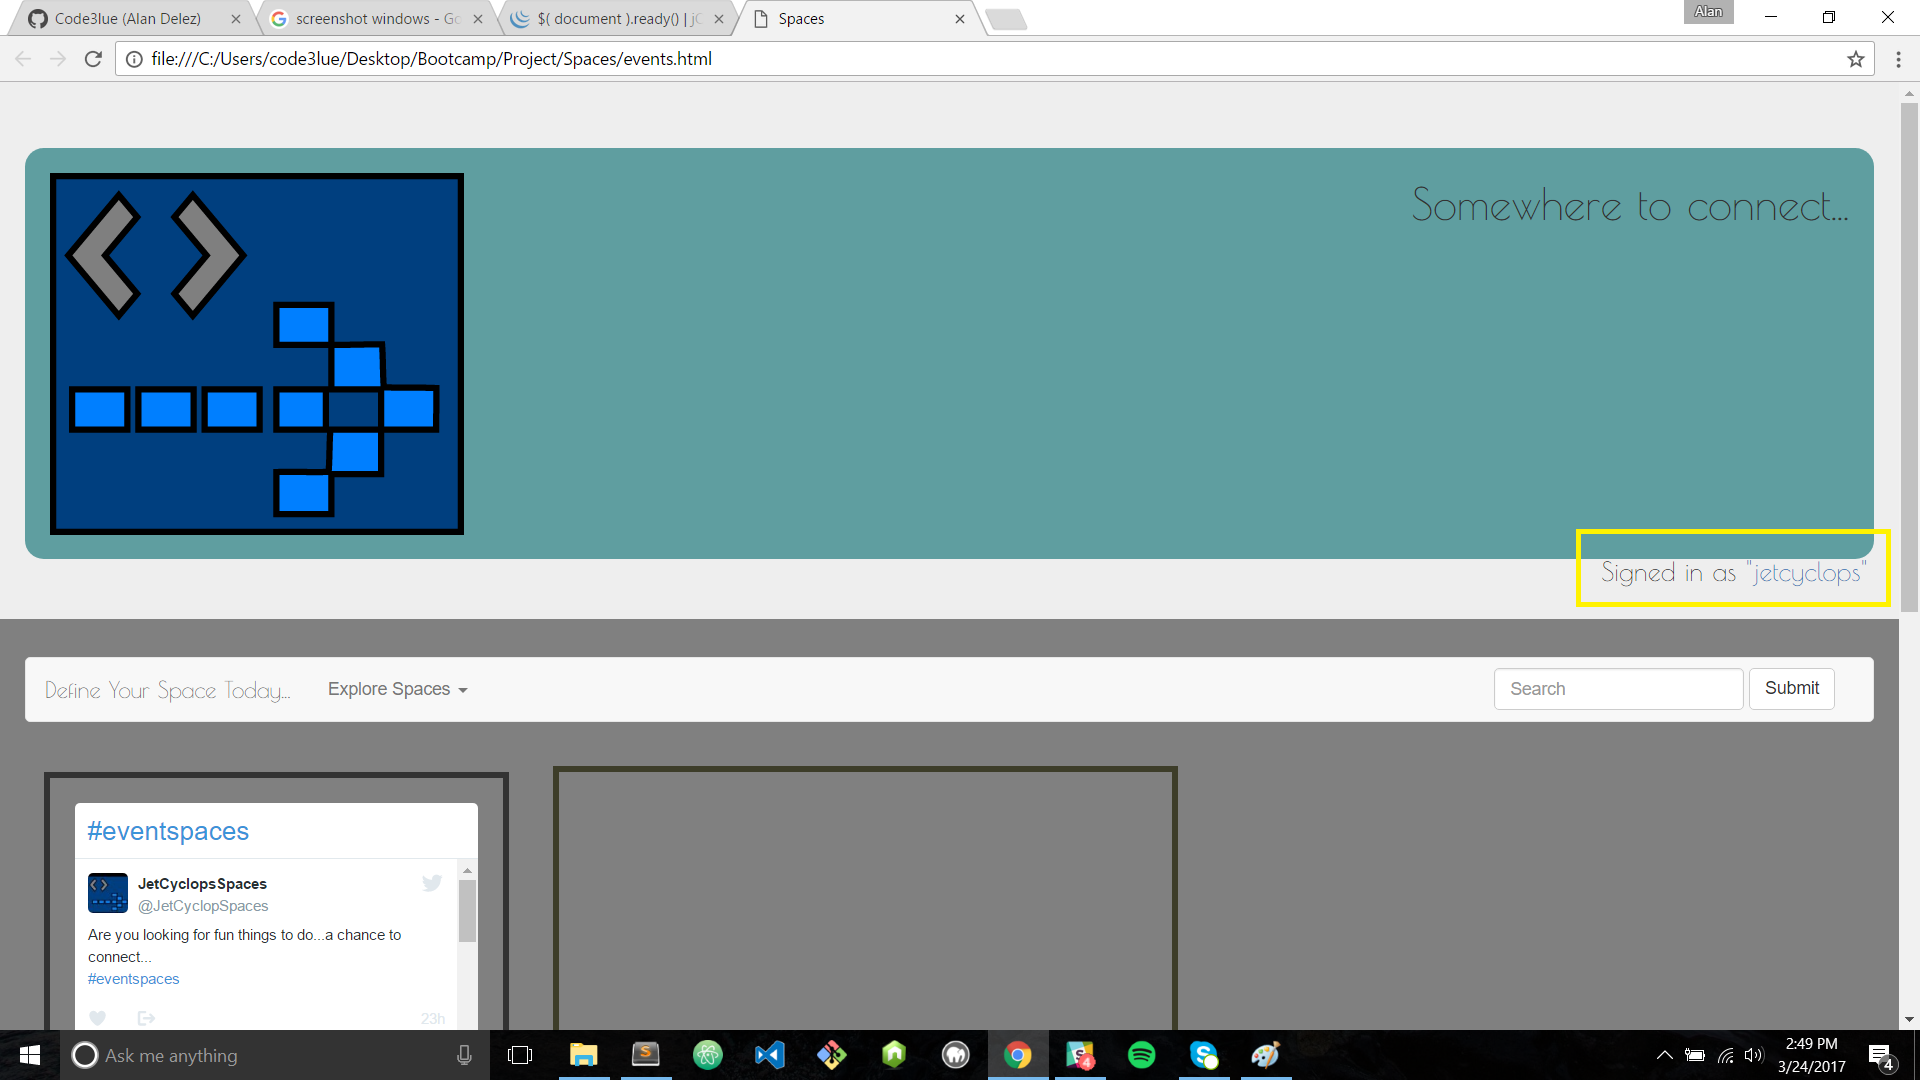 Code3lue (Alan Delez)
screenshot windows - Go
$( document ).ready() | jQ
Spaces
Alan
file:///C:/Users/code3lue/Desktop/Bootcamp/Project/Spaces/events.html
Somewhere to connect...
Signed in as "jetcyclops"
Define Your Space Today...
Explore Spaces
Search
Submit
#eventspaces
JetCyclopsSpaces
@JetCyclopSpaces
Are you looking for fun things to do...a chance to
connect...
#eventspaces
23h
Ask me anything
S
4
2:49 PM
3/24/2017
4